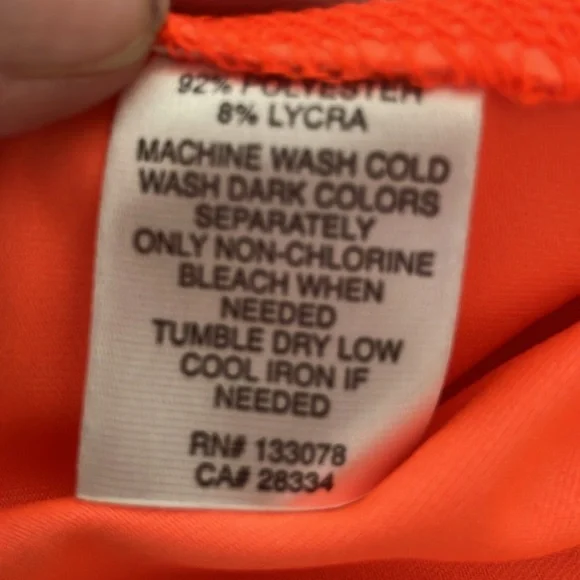 92% POLYESTER
8% LYCRA
MACHINE WASH COLD
WASH DARK COLORS
SEPARATELY
ONLY NON-CHLORINE
BLEACH WHEN
NEEDED
TUMBLE DRY LOW
COOL IRON IF
NEEDED
RN# 133078
CA# 28334